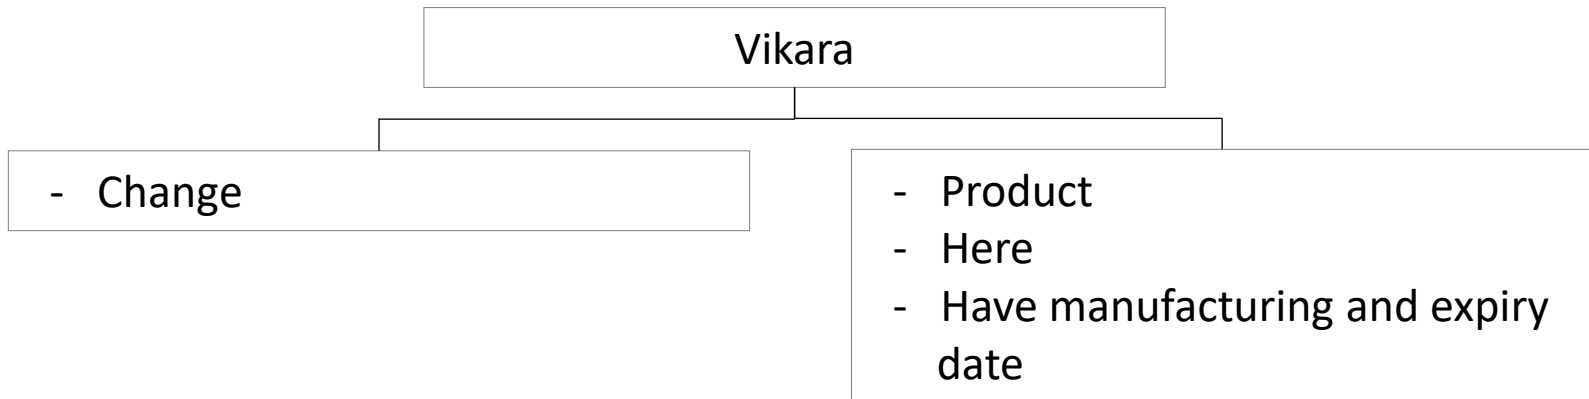 Vikara
- Change
- Product
- Here
- Have manufacturing and expiry
date